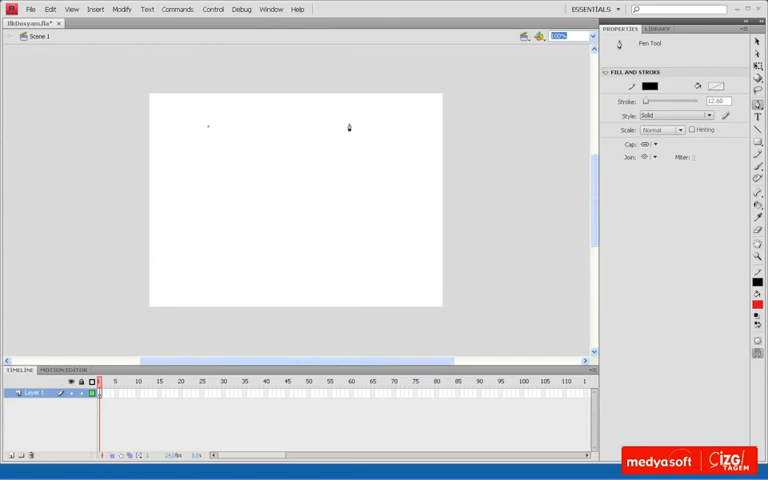 FL File Edit View Insert Modify Text Commands Control Debug Window Help ESSENTIALS
IlkDosyam.fla*
Scene 1 100%
PROPERTIES LIBRARY
Pen Tool
FILL AND STROKE
Stroke: 12.60
Style: Solid
Scale: Normal Hinting
Cap:
Join: Miter:
TIMELINE MOTION EDITOR
1 5 10 15 20 25 30 35 40 45 50 55 60 65 70 75 80 85 90 95 100 105 110 1
Layer 1
medyasoft ÇİZGİ TAGEM